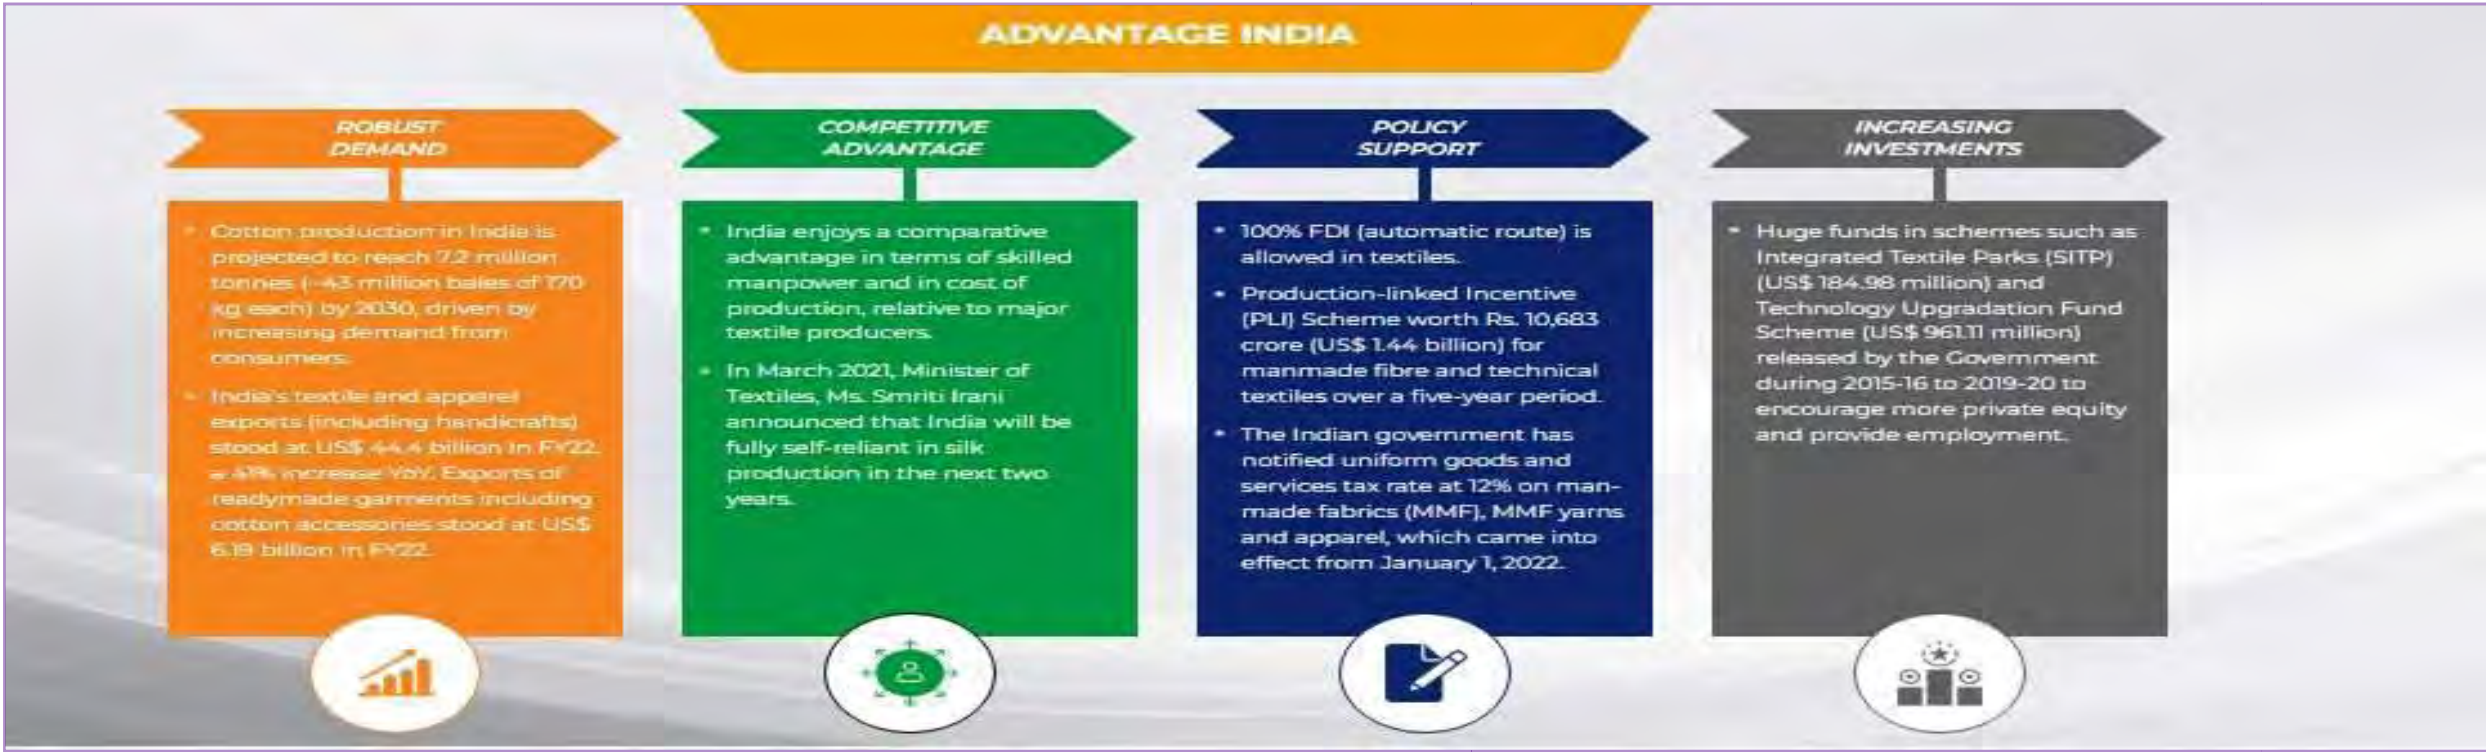 ADVANTAGE INDIA
ROBUST
DEMAND
• Cotton production in India is
projected to reach 7.2 million
tonnes (~43 million bales of 170
kg each) by 2030, driven by
increasing demand from
consumers.
• India's textile and apparel
exports (including handicrafts)
stood at US$ 44.4 billion in FY22,
a 41% increase YoY. Exports of
readymade garments including
cotton accessories stood at US$
6.19 billion in FY22.
COMPETITIVE
ADVANTAGE
• India enjoys a comparative
advantage in terms of skilled
manpower and in cost of
production, relative to major
textile producers.
• In March 2021, Minister of
Textiles, Ms. Smriti Irani
announced that India will be
fully self-reliant in silk
production in the next two
years.
POLICY
SUPPORT
• 100% FDI (automatic route) is
allowed in textiles.
• Production-linked Incentive
(PLI) Scheme worth Rs. 10,683
crore (US$ 1.44 billion) for
manmade fibre and technical
textiles over a five-year period.
• The Indian government has
notified uniform goods and
services tax rate at 12% on man-
made fabrics (MMF), MMF yarns
and apparel, which came into
effect from January 1, 2022.
INCREASING
INVESTMENTS
• Huge funds in schemes such as
Integrated Textile Parks (SITP)
(US$ 184.98 million) and
Technology Upgradation Fund
Scheme (US$ 961.11 million)
released by the Government
during 2015-16 to 2019-20 to
encourage more private equity
and provide employment.